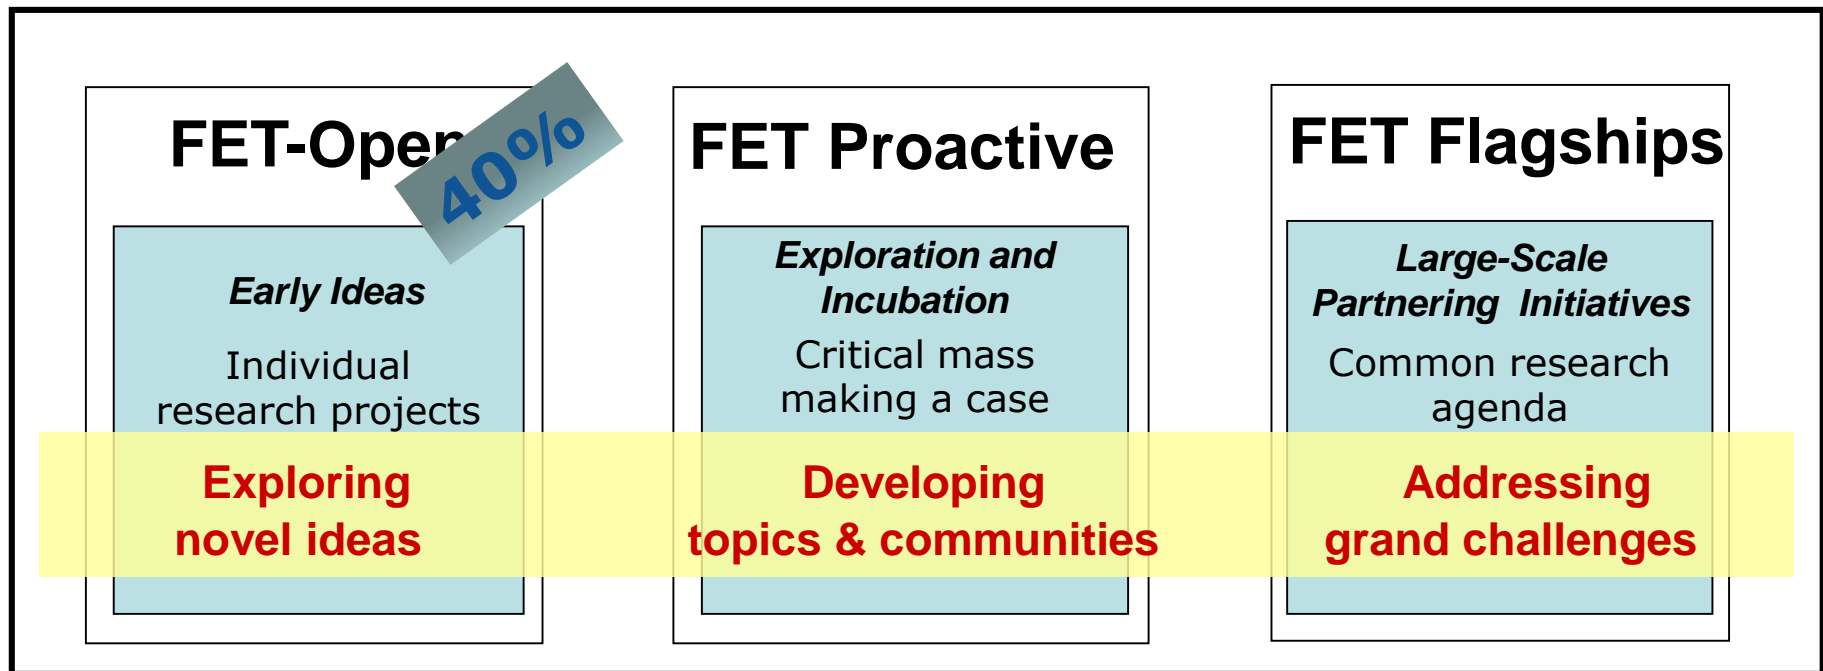 FET-Open
40%
Early Ideas
Individual
research projects
Exploring
novel ideas
FET Proactive
Exploration and
Incubation
Critical mass
making a case
Developing
topics & communities
FET Flagships
Large-Scale
Partnering Initiatives
Common research
agenda
Addressing
grand challenges